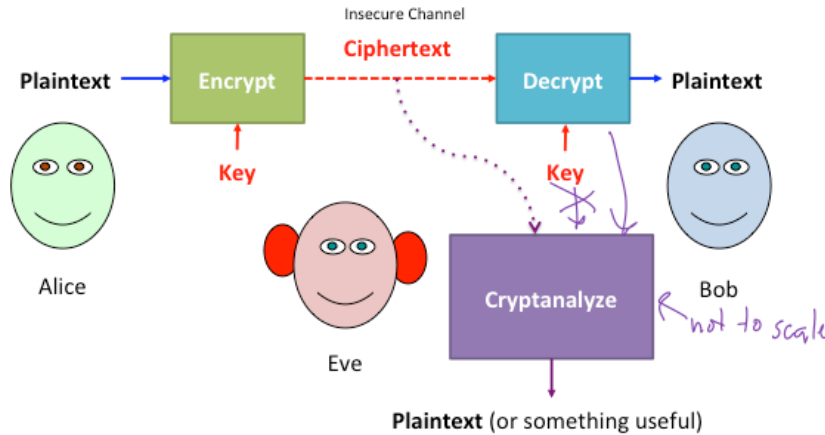 Insecure Channel
Ciphertext
Plaintext
Encrypt
Decrypt
Plaintext
Key
Key
Alice
Eve
Cryptanalyze
Bob
not to scale
Plaintext (or something useful)